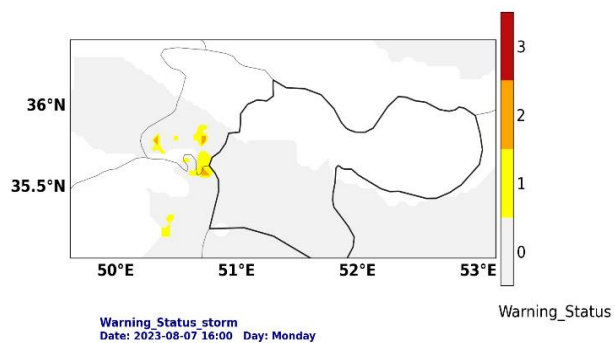 3
2
1
0
36°N
35.5°N
50°E 51°E 52°E 53°E
Warning_Status
Warning_Status_storm
Date: 2023-08-07 16:00 Day: Monday